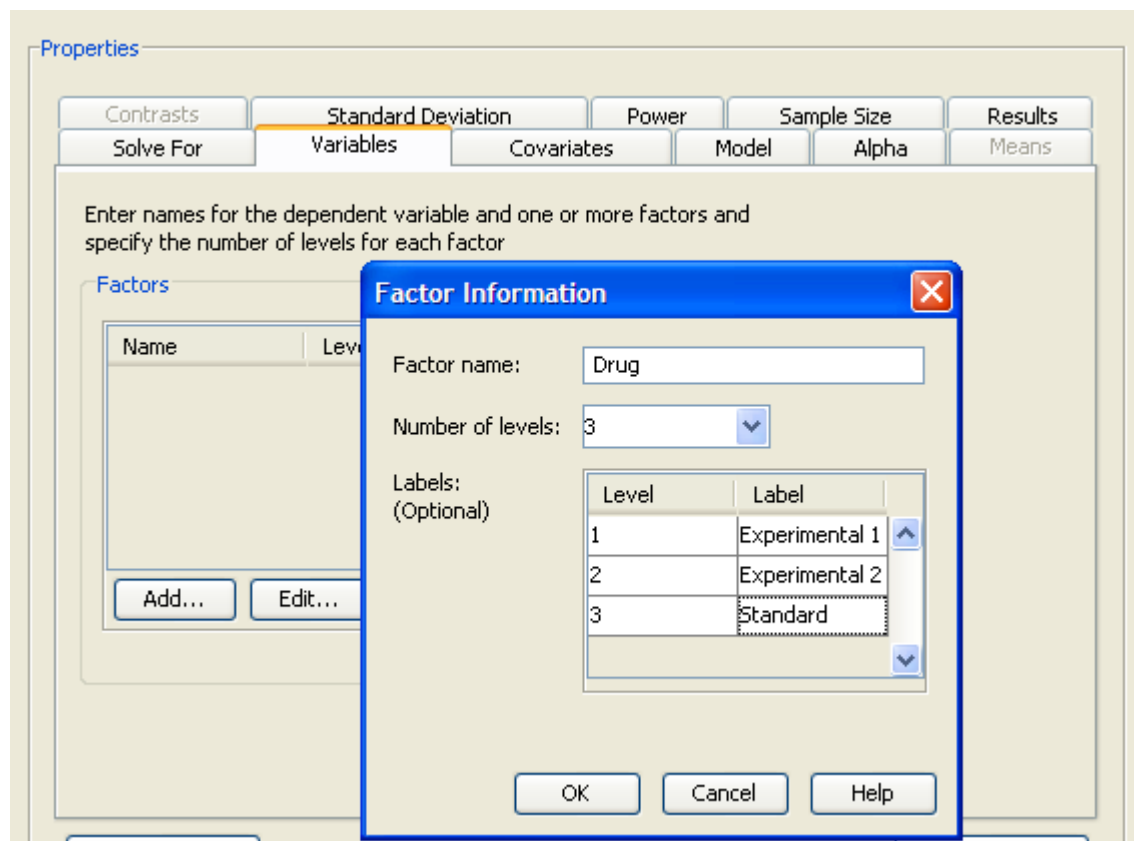 Properties
Contrasts Standard Deviation Power Sample Size Results
Solve For Variables Covariates Model Alpha Means
Enter names for the dependent variable and one or more factors and
specify the number of levels for each factor
Factors
Name
Factor Information
Factor name: Drug
Number of levels: 3
Labels:
(Optional)
Level Label
1 Experimental 1
2 Experimental 2
3 Standard
Add... Edit...
OK Cancel Help